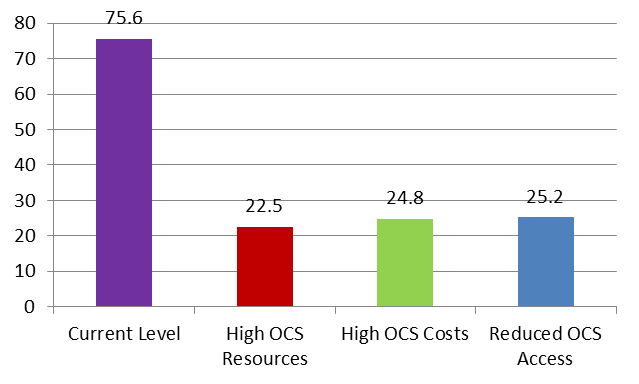 80
75.6
70
60
50
40
30
22.5
24.8
25.2
20
10
0
Current Level
High OCS
Resources
High OCS Costs
Reduced OCS
Access